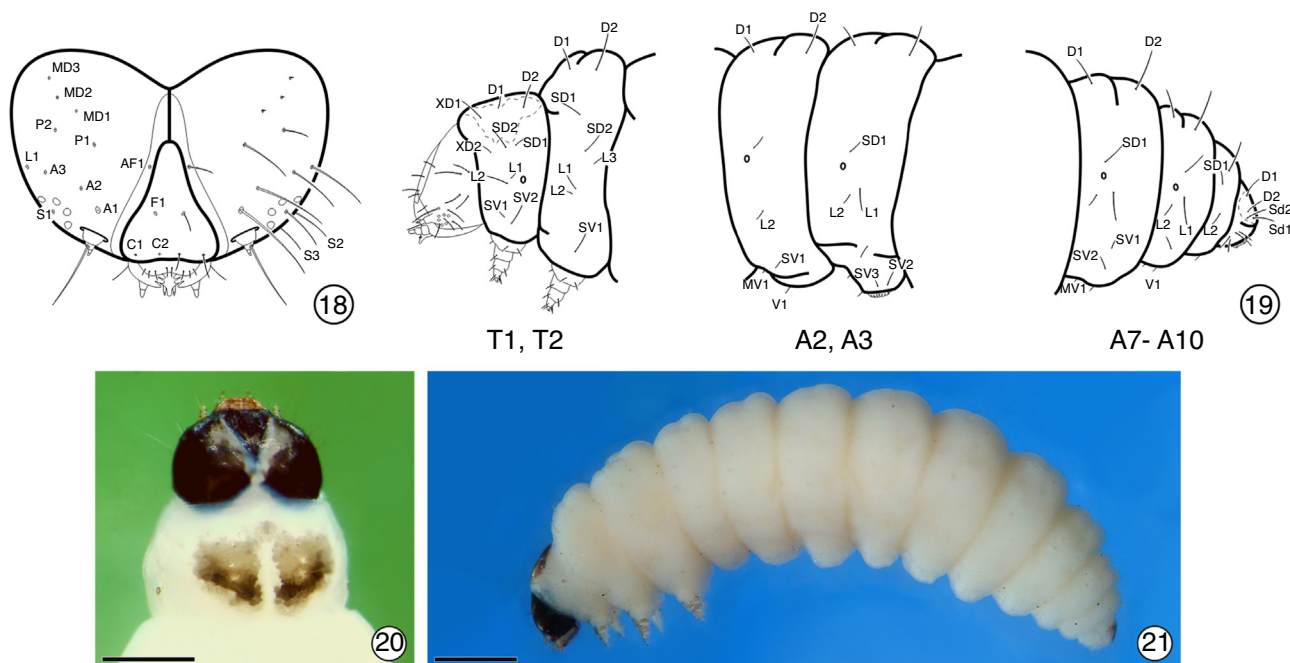 MD3
MD2
MD1
P2
P1
L1
A3
AF1
A2
A1
F1
S1
C1
C2
S2
S3
18
D1
D2
D1
D2
XD1
SD1
SD2
SD2
XD2
SD1
L3
L1
L1
L2
L2
SV1
SV2
SV1
T1, T2
D1
D2
SD1
L2
L1
L2
SV1
SV2
SV3
MV1
V1
A2, A3
D1
D2
SD1
SD1
D1
D2
Sd2
Sd1
L2
L1
L2
SV1
SV2
MV1
V1
19
A7- A10
20
21